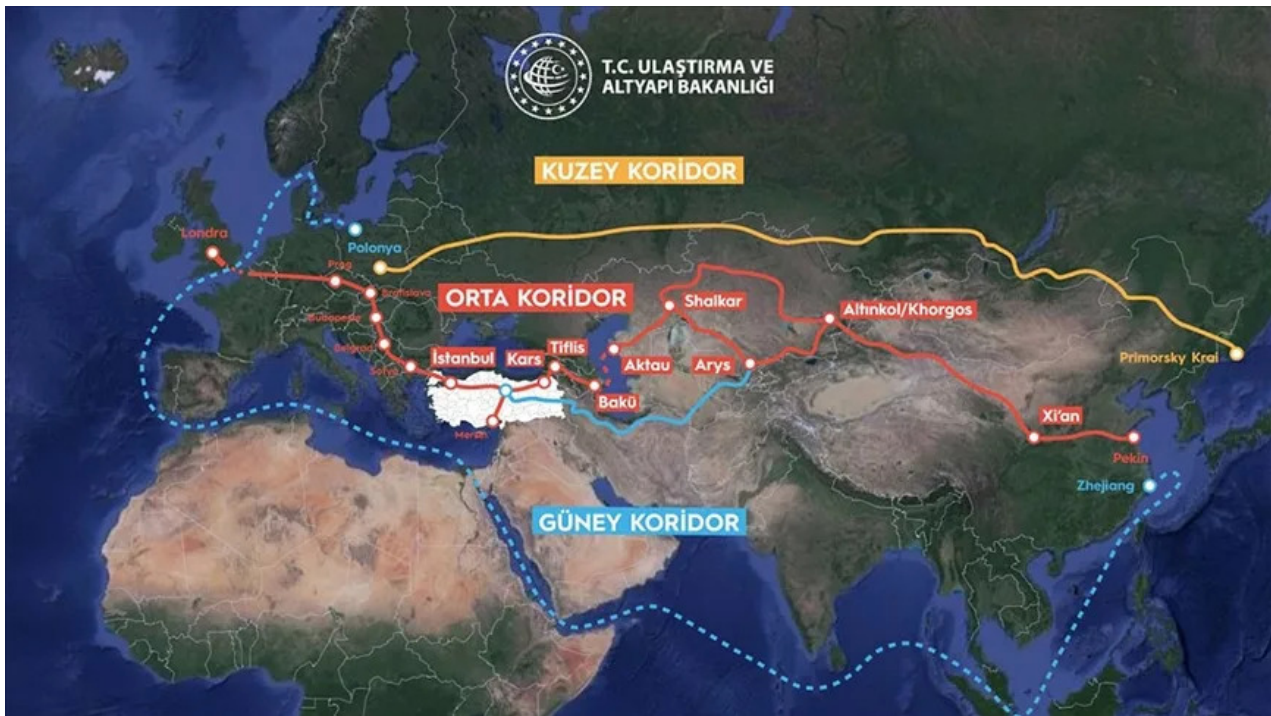 T.C. ULAŞTIRMA VE
ALTYAPI BAKANLIĞI
KUZEY KORİDOR
Londra
Polonya
Prag
Bratislava
ORTA KORİDOR
Shalkar
Altınkol/Khorgos
Budapeşte
Belgrad
Tiflis
Primorsky Krai
İstanbul
Kars
Aktau
Arys
Sofya
Bakü
Xi'an
Mersin
Pekin
Zhejiang
GÜNEY KORİDOR